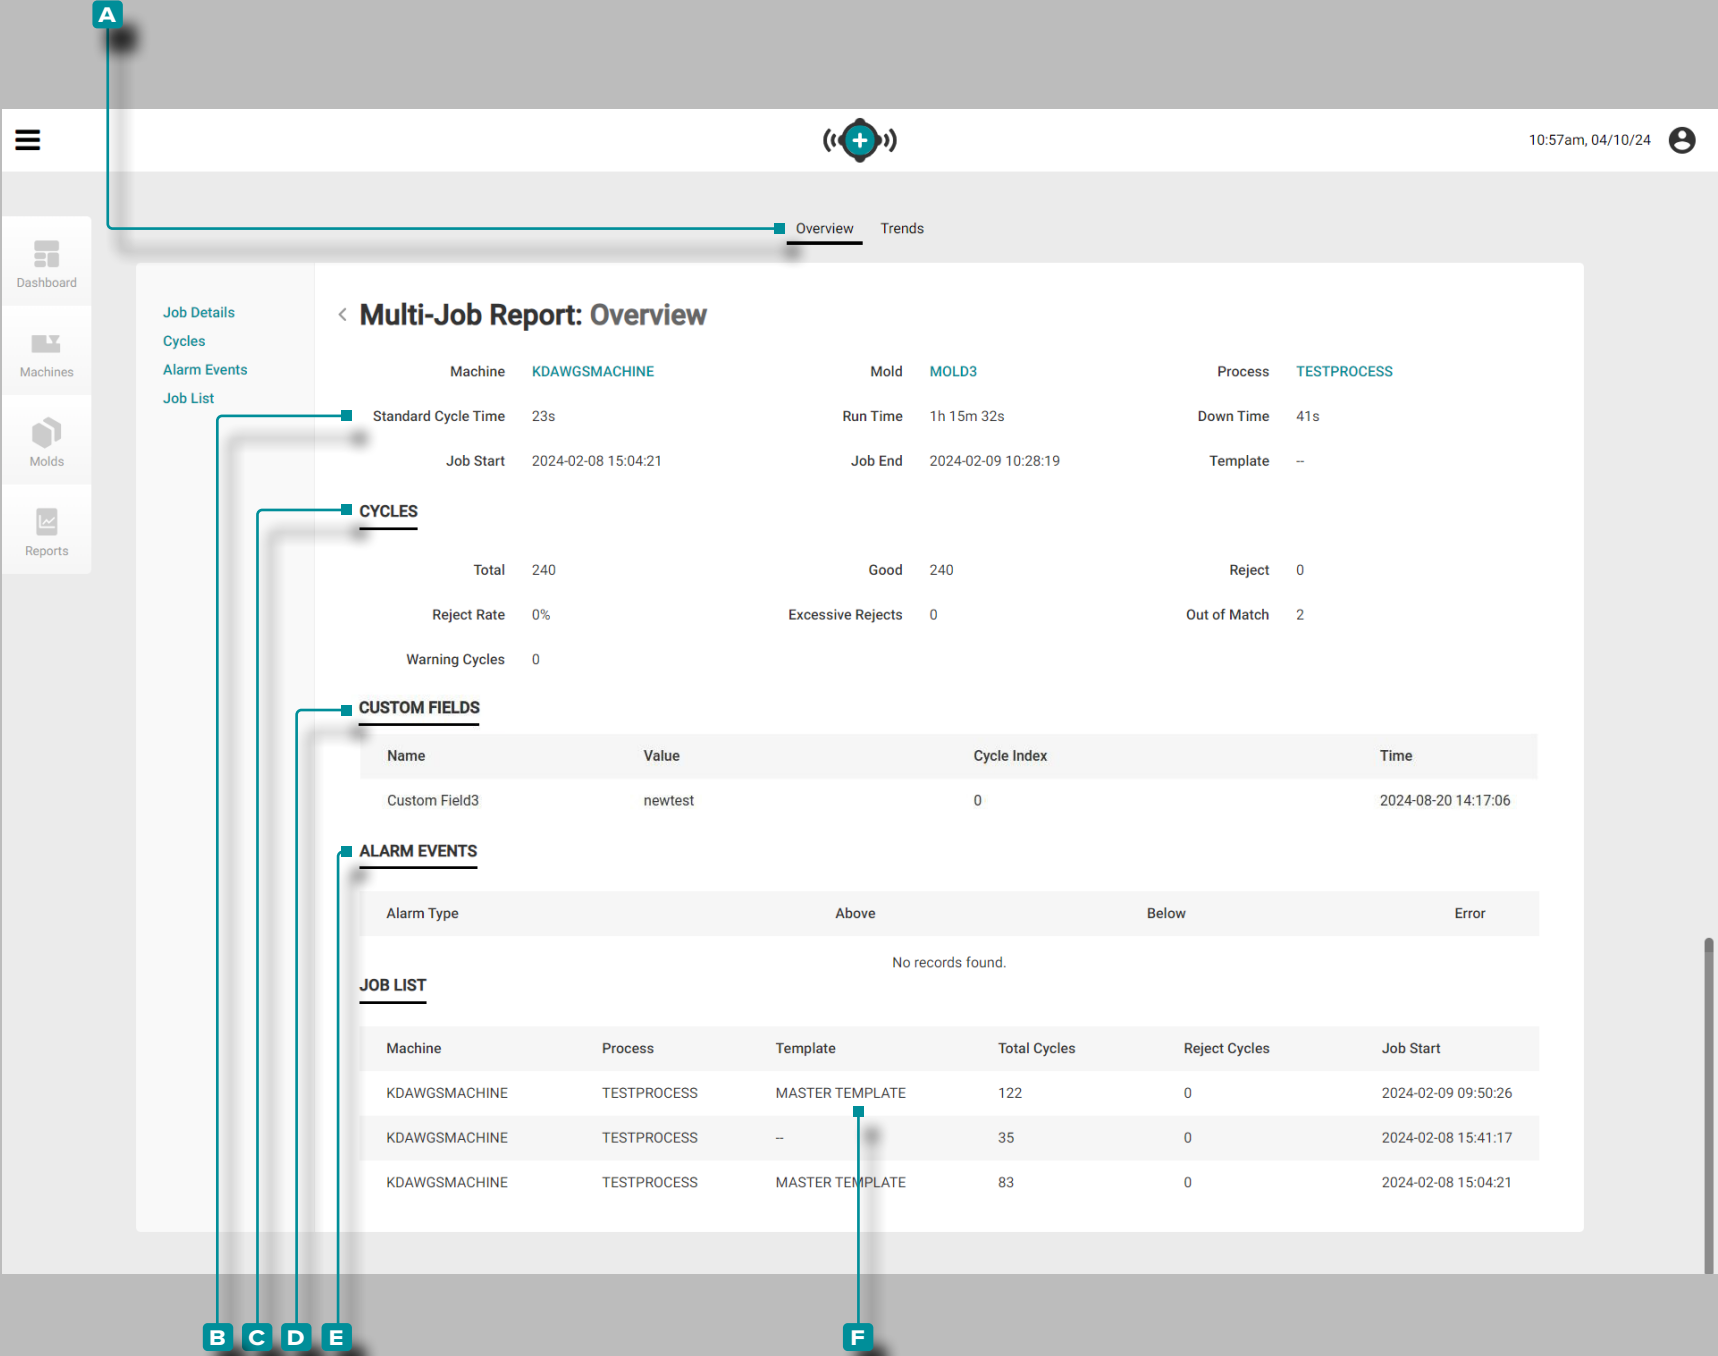 A
10:57am, 04/10/24
Overview Trends
Dashboard
Machines
Molds
Reports
Job Details
Cycles
Alarm Events
Job List
Multi-Job Report: Overview
Machine KDAWGSMACHINE Mold MOLD3 Process TESTPROCESS
Standard Cycle Time 23s Run Time 1h 15m 32s Down Time 41s
Job Start 2024-02-08 15:04:21 Job End 2024-02-09 10:28:19 Template --
CYCLES
Total 240 Good 240 Reject 0
Reject Rate 0% Excessive Rejects 0 Out of Match 2
Warning Cycles 0
CUSTOM FIELDS
Name Value Cycle Index Time
Custom Field3 newtest 0 2024-08-20 14:17:06
ALARM EVENTS
Alarm Type Above Below Error
No records found.
JOB LIST
Machine Process Template Total Cycles Reject Cycles Job Start
KDAWGSMACHINE TESTPROCESS MASTER TEMPLATE 122 0 2024-02-09 09:50:26
KDAWGSMACHINE TESTPROCESS -- 35 0 2024-02-08 15:41:17
KDAWGSMACHINE TESTPROCESS MASTER TEMPLATE 83 0 2024-02-08 15:04:21
B C D E F